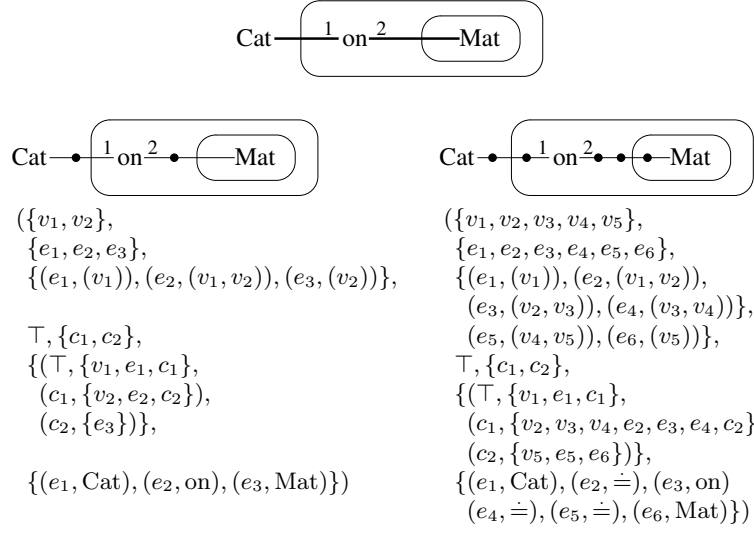 Cat 1 on 2 Mat
Cat 1 on 2 Mat
({v₁, v₂},
{e₁, e₂, e₃},
{(e₁, (v₁)), (e₂, (v₁, v₂)), (e₃, (v₂))},
⊤, {c₁, c₂},
{(⊤, {v₁, e₁, c₁},
(c₁, {v₂, e₂, c₂}),
(c₂, {e₃})},
{(e₁, Cat), (e₂, on), (e₃, Mat)})
Cat 1 on 2 Mat
({v₁, v₂, v₃, v₄, v₅},
{e₁, e₂, e₃, e₄, e₅, e₆},
{(e₁, (v₁)), (e₂, (v₁, v₂)),
(e₃, (v₂, v₃)), (e₄, (v₃, v₄))},
(e₅, (v₄, v₅)), (e₆, (v₅))},
⊤, {c₁, c₂},
{(⊤, {v₁, e₁, c₁},
(c₁, {v₂, v₃, v₄, e₂, e₃, e₄, c₂}
(c₂, {v₅, e₅, e₆})},
{(e₁, Cat), (e₂, ≐), (e₃, on)
(e₄, ≐), (e₅, ≐), (e₆, Mat)})